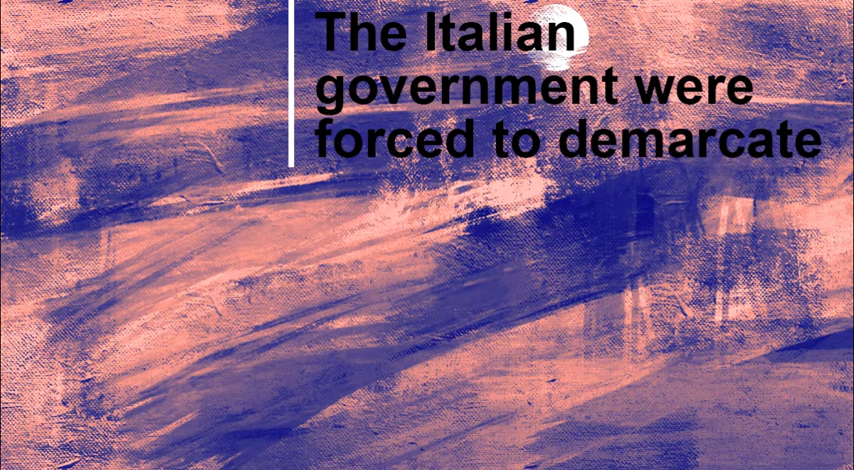 The Italian
government were
forced to demarcate